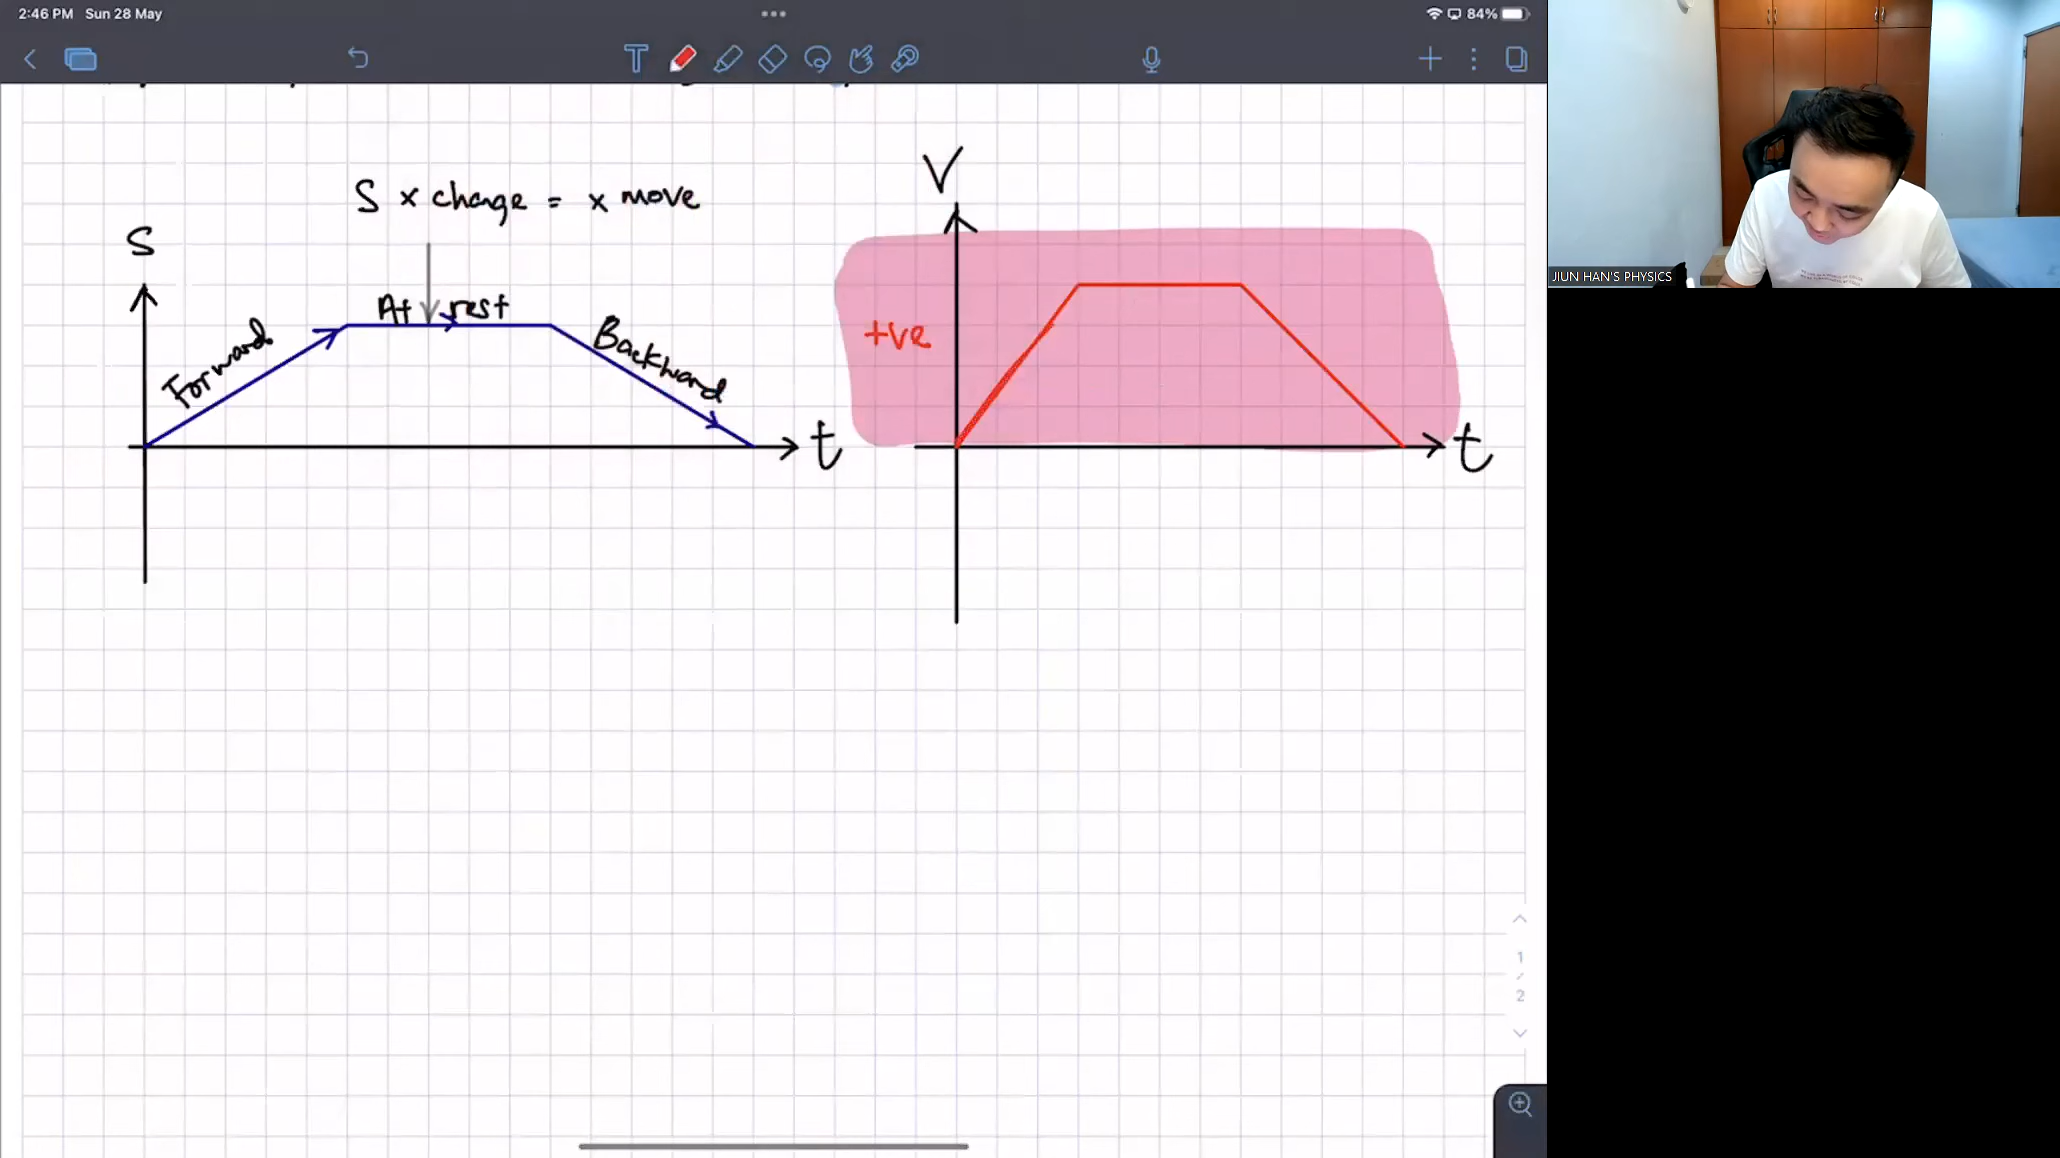 2:46 PM Sun 28 May
84%
JIUN HAN'S PHYSICS
S × change = × move
S
Forward
At rest
Backward
t
V
+ve
t
1
2